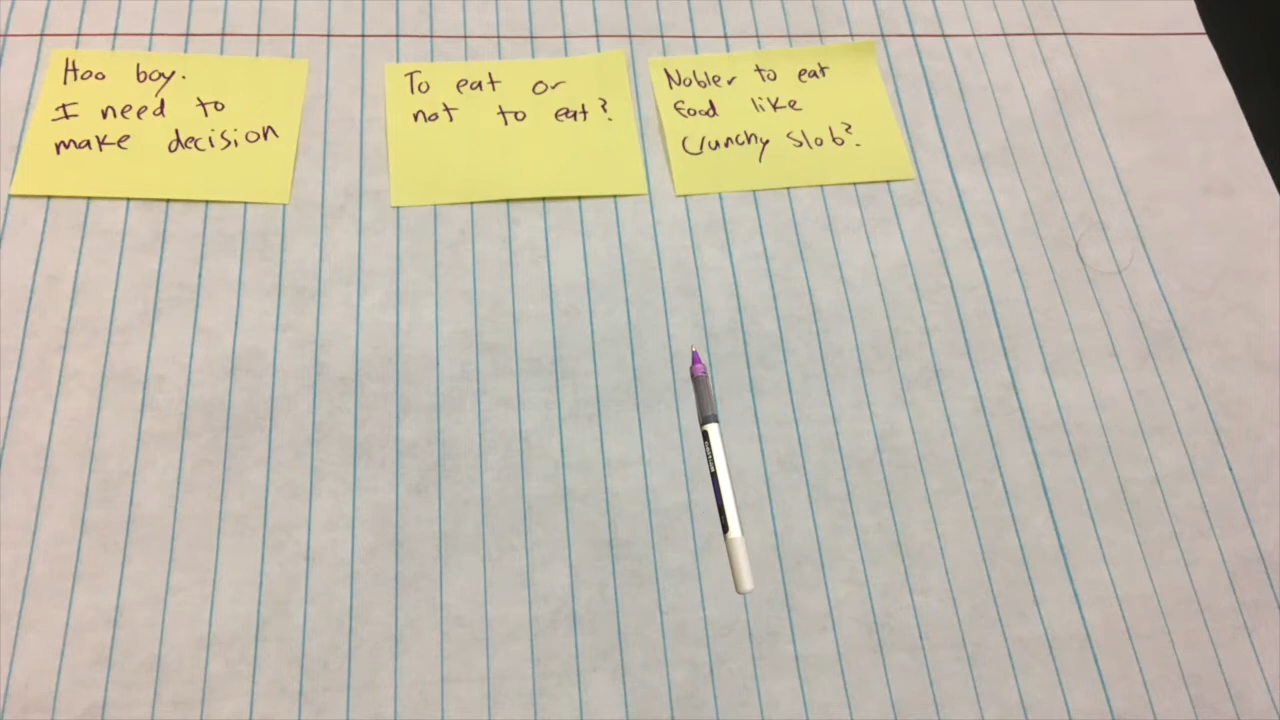 Hoo boy.
I need to
make decision
To eat or
not to eat?
Nobler to eat
food like
crunchy slob?